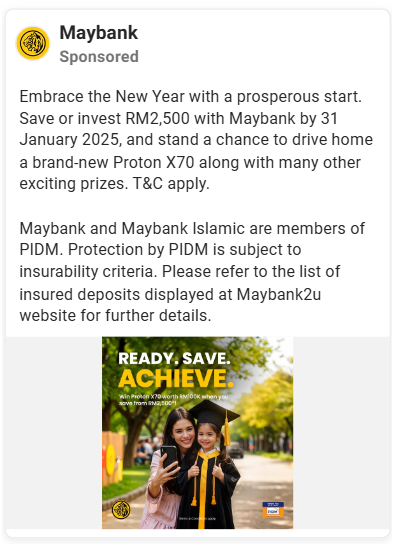 Maybank
Sponsored
Embrace the New Year with a prosperous start.
Save or invest RM2,500 with Maybank by 31
January 2025, and stand a chance to drive home
a brand-new Proton X70 along with many other
exciting prizes. T&C apply.
Maybank and Maybank Islamic are members of
PIDM. Protection by PIDM is subject to
insurability criteria. Please refer to the list of
insured deposits displayed at Maybank2u
website for further details.
READY. SAVE.
ACHIEVE.
Win Proton X70 worth RM100K when you
save from RM2,500*!
PIDM